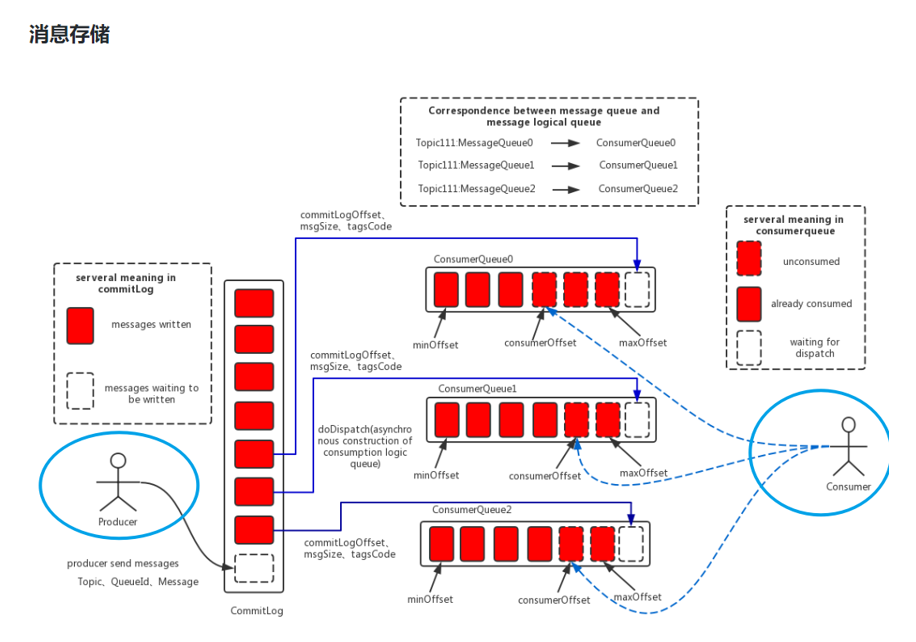 消息存储
Correspondence between message queue and
message logical queue
Topic111:MessageQueue0 ConsumerQueue0
Topic111:MessageQueue1 ConsumerQueue1
Topic111:MessageQueue2 ConsumerQueue2
commitLogOffset、
msgSize、tagsCode
serveral meaning in
consumerqueue
unconsumed
already consumed
waiting for
dispatch
serveral meaning in
commitLog
messages written
messages waiting to
be written
ConsumerQueue0
minOffset
consumerOffset
maxOffset
commitLogOffset、
msgSize、tagsCode
ConsumerQueue1
doDispatch(asynchro
nous construction of
consumption logic
queue)
minOffset
consumerOffset
maxOffset
Consumer
Producer
ConsumerQueue2
commitLogOffset、
msgSize、tagsCode
producer send messages
Topic、QueueId、Message
minOffset
consumerOffset
maxOffset
CommitLog